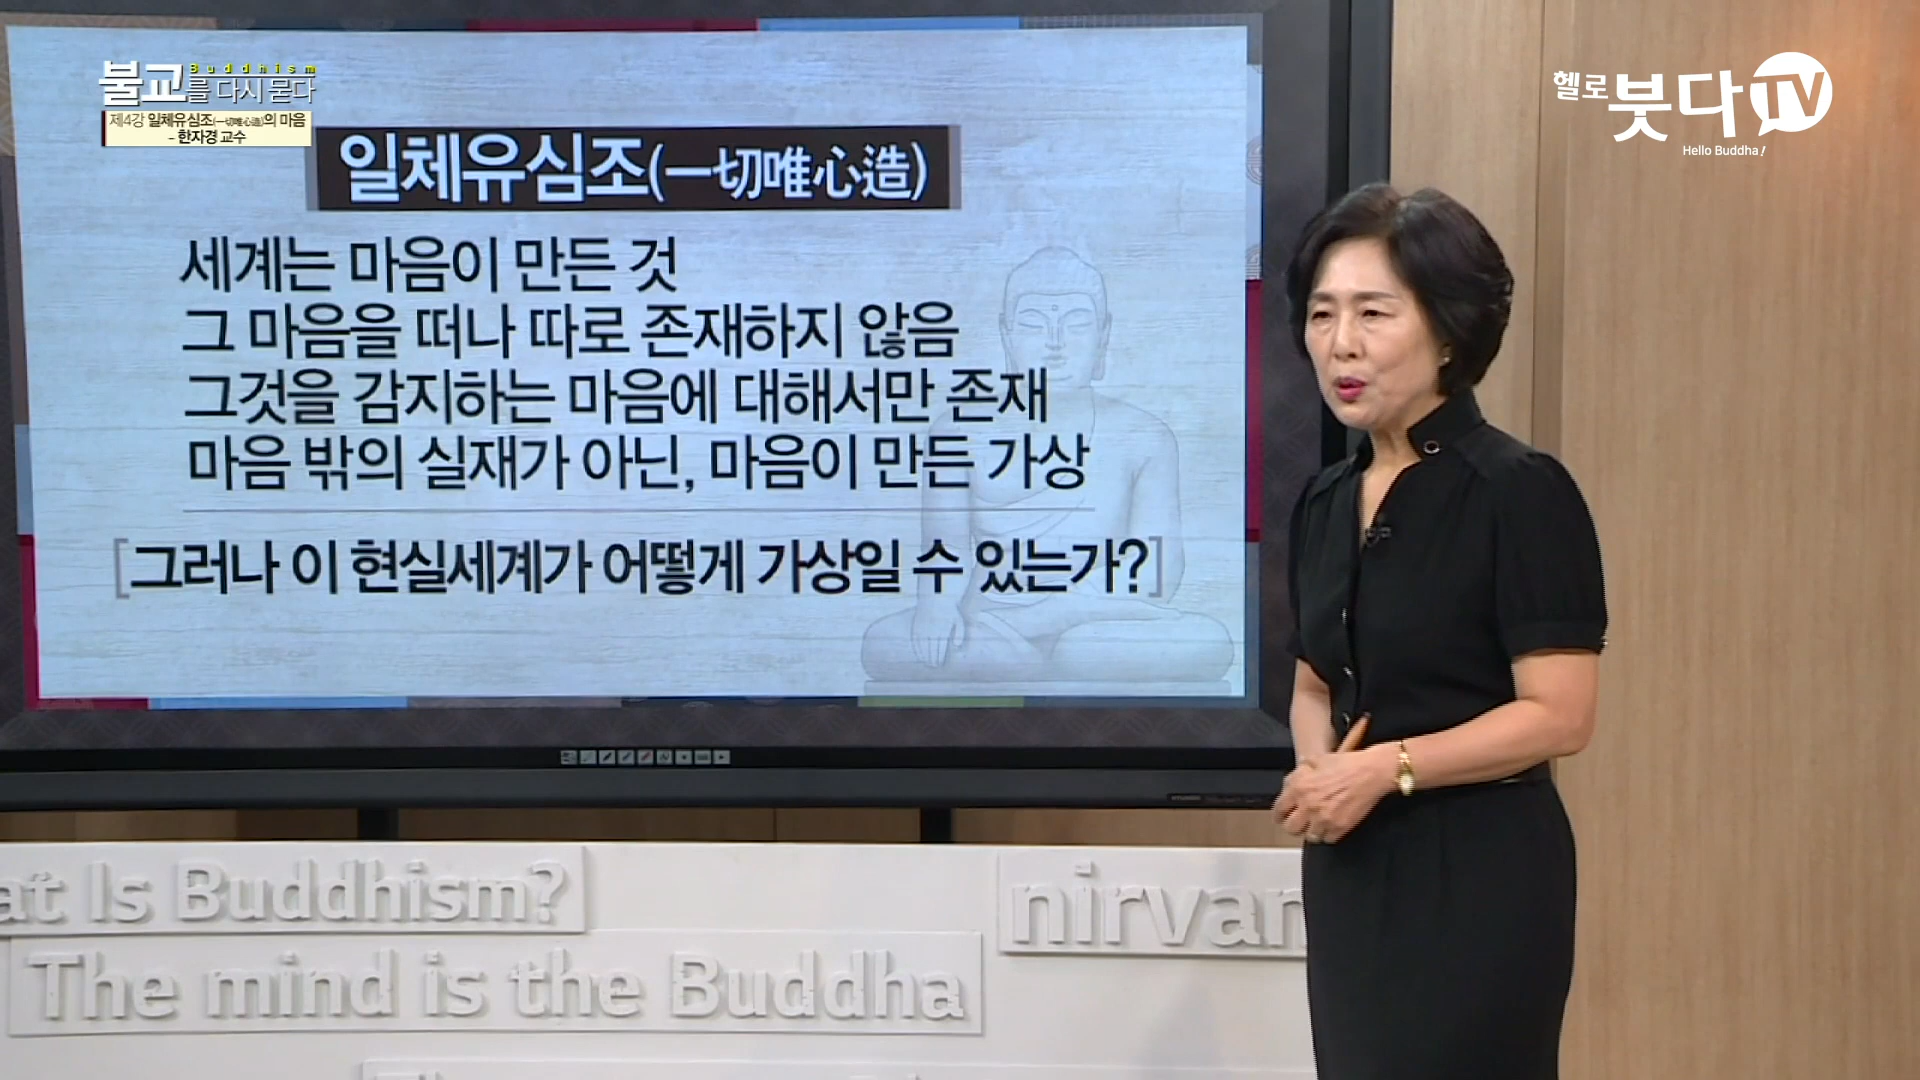 Buddhism
불교를 다시 묻다
제4강 일체유심조(一切唯心造)의 마음
- 한자경 교수
헬로붓다TV
Hello Buddha!
일체유심조(一切唯心造)
세계는 마음이 만든 것
그 마음을 떠나 따로 존재하지 않음
그것을 감지하는 마음에 대해서만 존재
마음 밖의 실재가 아닌, 마음이 만든 가상
[그러나 이 현실세계가 어떻게 가상일 수 있는가?]
at Is Buddhism?
nirvan
The mind is the Buddha